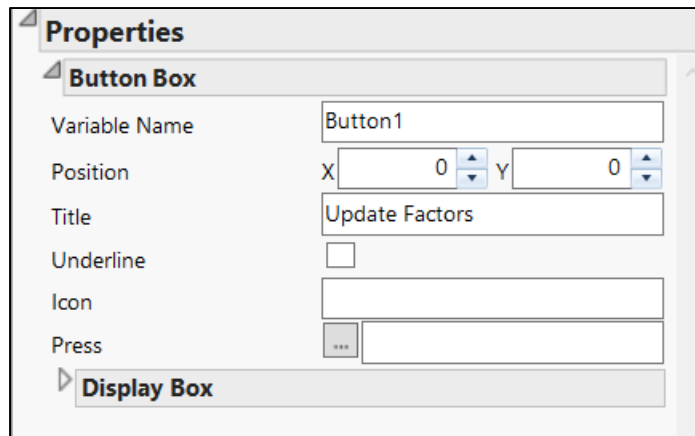 Properties
Button Box
Variable Name Button1
Position X 0 Y 0
Title Update Factors
Underline
Icon
Press ...
Display Box